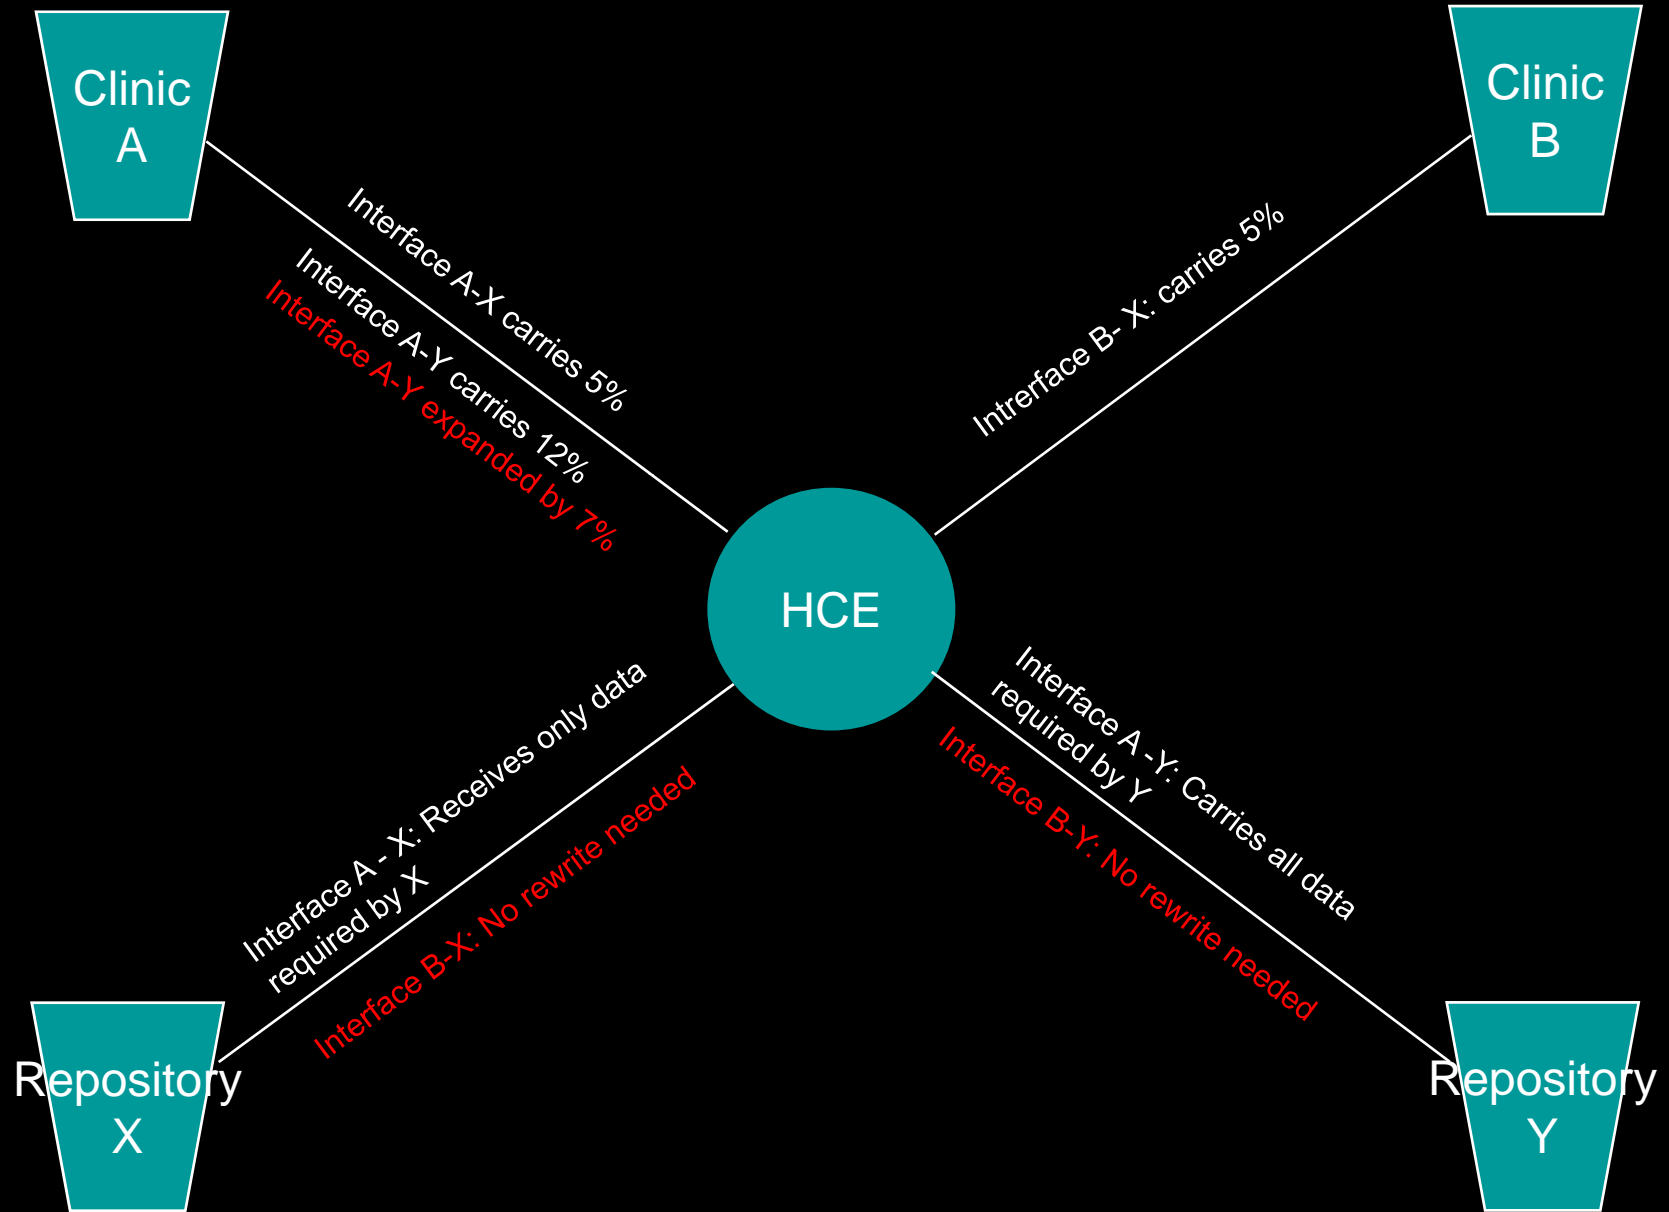 Clinic
A
Clinic
B
Interface A-X carries 5%
Interface A-Y carries 12%
Interface A-Y expanded by 7%
Intrerface B- X: carries 5%
HCE
Interface A - X: Receives only data
required by X
Interface B-X: No rewrite needed
Interface A -Y: Carries all data
required by Y
Interface B-Y: No rewrite needed
Repository
X
Repository
Y